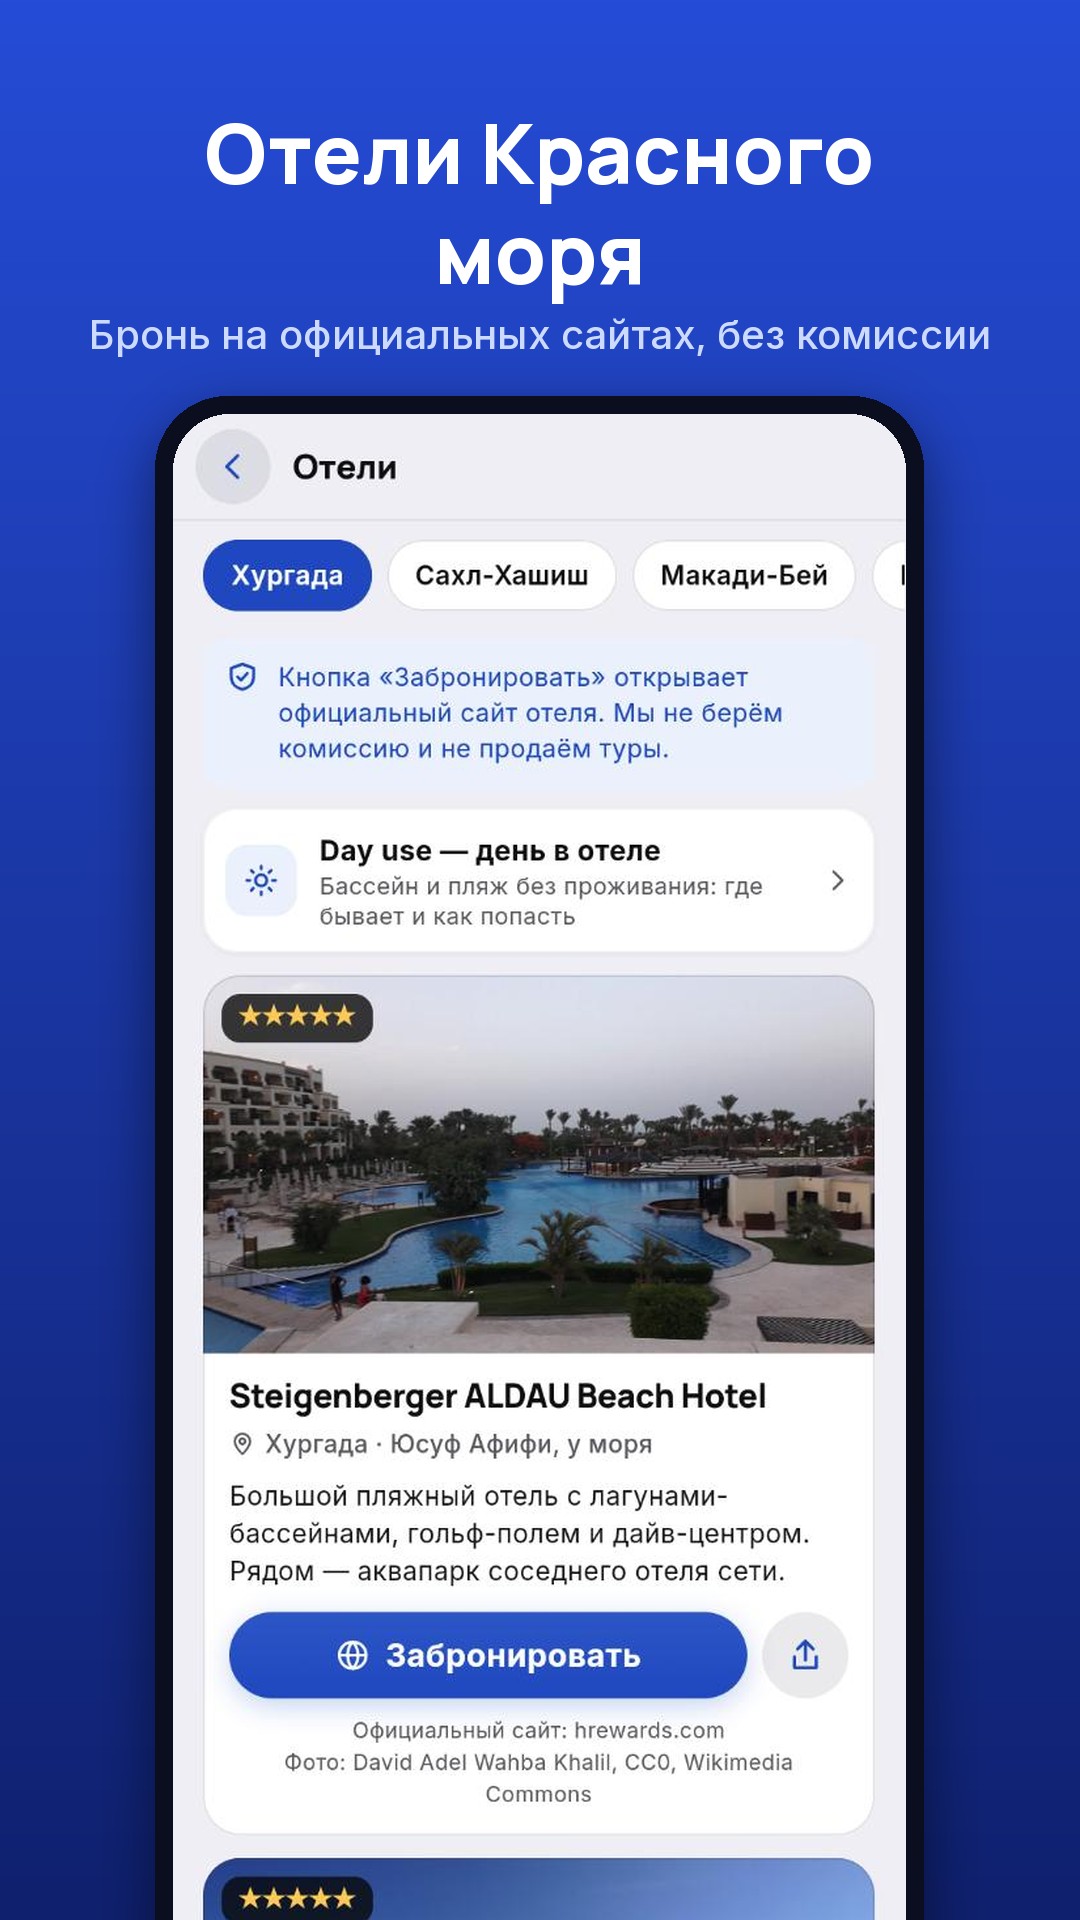 Отели Красного
моря
Бронь на официальных сайтах, без комиссии
Отели
Хургада
Сахл-Хашиш
Макади-Бей
Кнопка «Забронировать» открывает
официальный сайт отеля. Мы не берём
комиссию и не продаём туры.
Day use — день в отеле
Бассейн и пляж без проживания: где
бывает и как попасть
★★★★★
Steigenberger ALDAU Beach Hotel
Хургада · Юсуф Афифи, у моря
Большой пляжный отель с лагунами-
бассейнами, гольф-полем и дайв-центром.
Рядом — аквапарк соседнего отеля сети.
Забронировать
Официальный сайт: hrewards.com
Фото: David Adel Wahba Khalil, CC0, Wikimedia
Commons
★★★★★